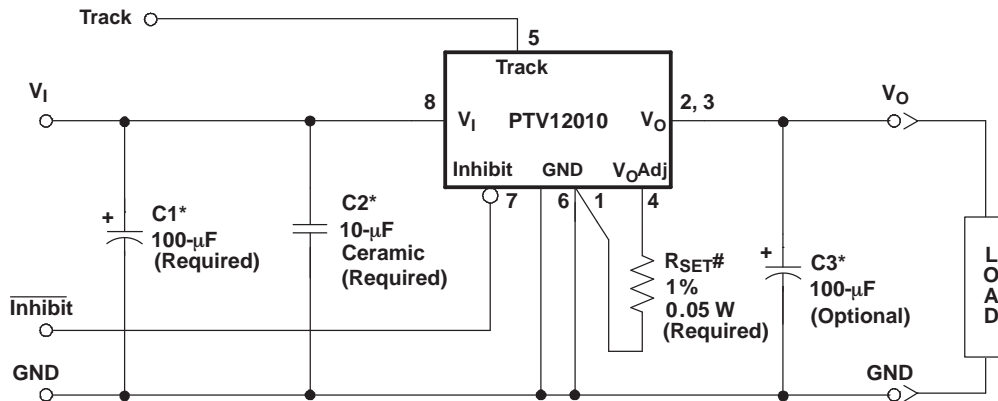 Track
5
Track
V_I
8
V_I
PTV12010
V_O
2, 3
V_O
Inhibit
GND
V_OAdj
7
6
1
4
+
C1*
100-μF
(Required)
C2*
10-μF
Ceramic
(Required)
R_SET#
1%
0.05 W
(Required)
+
C3*
100-μF
(Optional)
LOAD
Inhibit
GND
GND